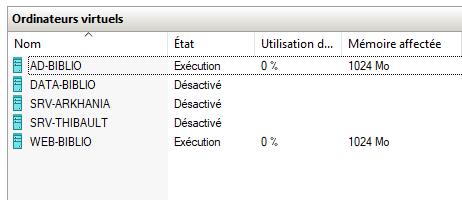 Ordinateurs virtuels
Nom État Utilisation d... Mémoire affectée
AD-BIBLIO Exécution 0 % 1024 Mo
DATA-BIBLIO Désactivé
SRV-ARKHANIA Désactivé
SRV-THIBAULT Désactivé
WEB-BIBLIO Exécution 0 % 1024 Mo